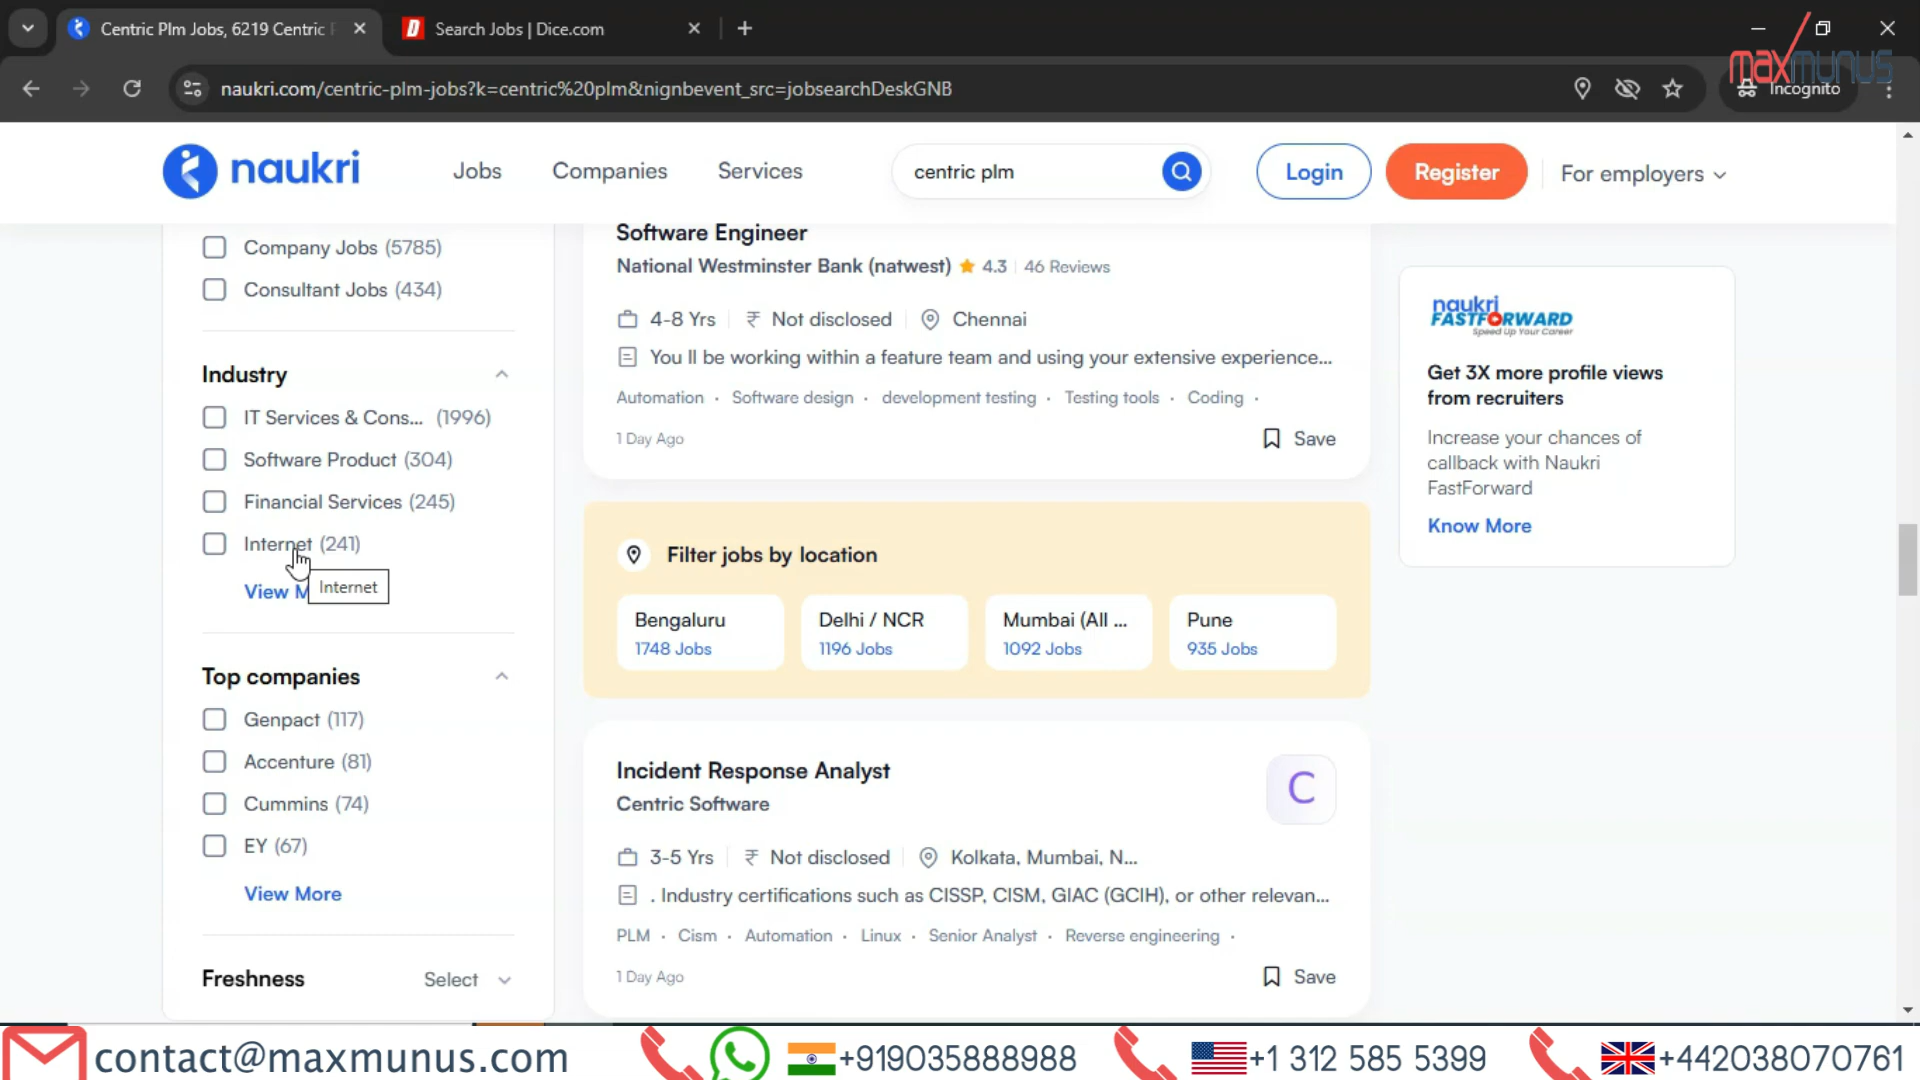 Centric Plm Jobs, 6219 Centric
Search Jobs | Dice.com
maxmunus
naukri.com/centric-plm-jobs?k=centric%20plm&nignbevent_src=jobsearchDeskGNB
Incognito
naukri
Jobs
Companies
Services
centric plm
Login
Register
For employers
Company Jobs (5785)
Consultant Jobs (434)
Industry
IT Services & Cons... (1996)
Software Product (304)
Financial Services (245)
Internet (241)
View M
Internet
Top companies
Genpact (117)
Accenture (81)
Cummins (74)
EY (67)
View More
Freshness
Select
Software Engineer
National Westminster Bank (natwest) 4.3 | 46 Reviews
4-8 Yrs
₹ Not disclosed
Chennai
You ll be working within a feature team and using your extensive experience...
Automation · Software design · development testing · Testing tools · Coding ·
1 Day Ago
Save
Filter jobs by location
Bengaluru
1748 Jobs
Delhi / NCR
1196 Jobs
Mumbai (All ...
1092 Jobs
Pune
935 Jobs
Incident Response Analyst
Centric Software
C
3-5 Yrs
₹ Not disclosed
Kolkata, Mumbai, N...
. Industry certifications such as CISSP, CISM, GIAC (GCIH), or other relevan...
PLM · Cism · Automation · Linux · Senior Analyst · Reverse engineering ·
1 Day Ago
Save
naukri
FASTFORWARD
Speed Up Your Career
Get 3X more profile views
from recruiters
Increase your chances of
callback with Naukri
FastForward
Know More
contact@maxmunus.com
+919035888988
+1 312 585 5399
+442038070761